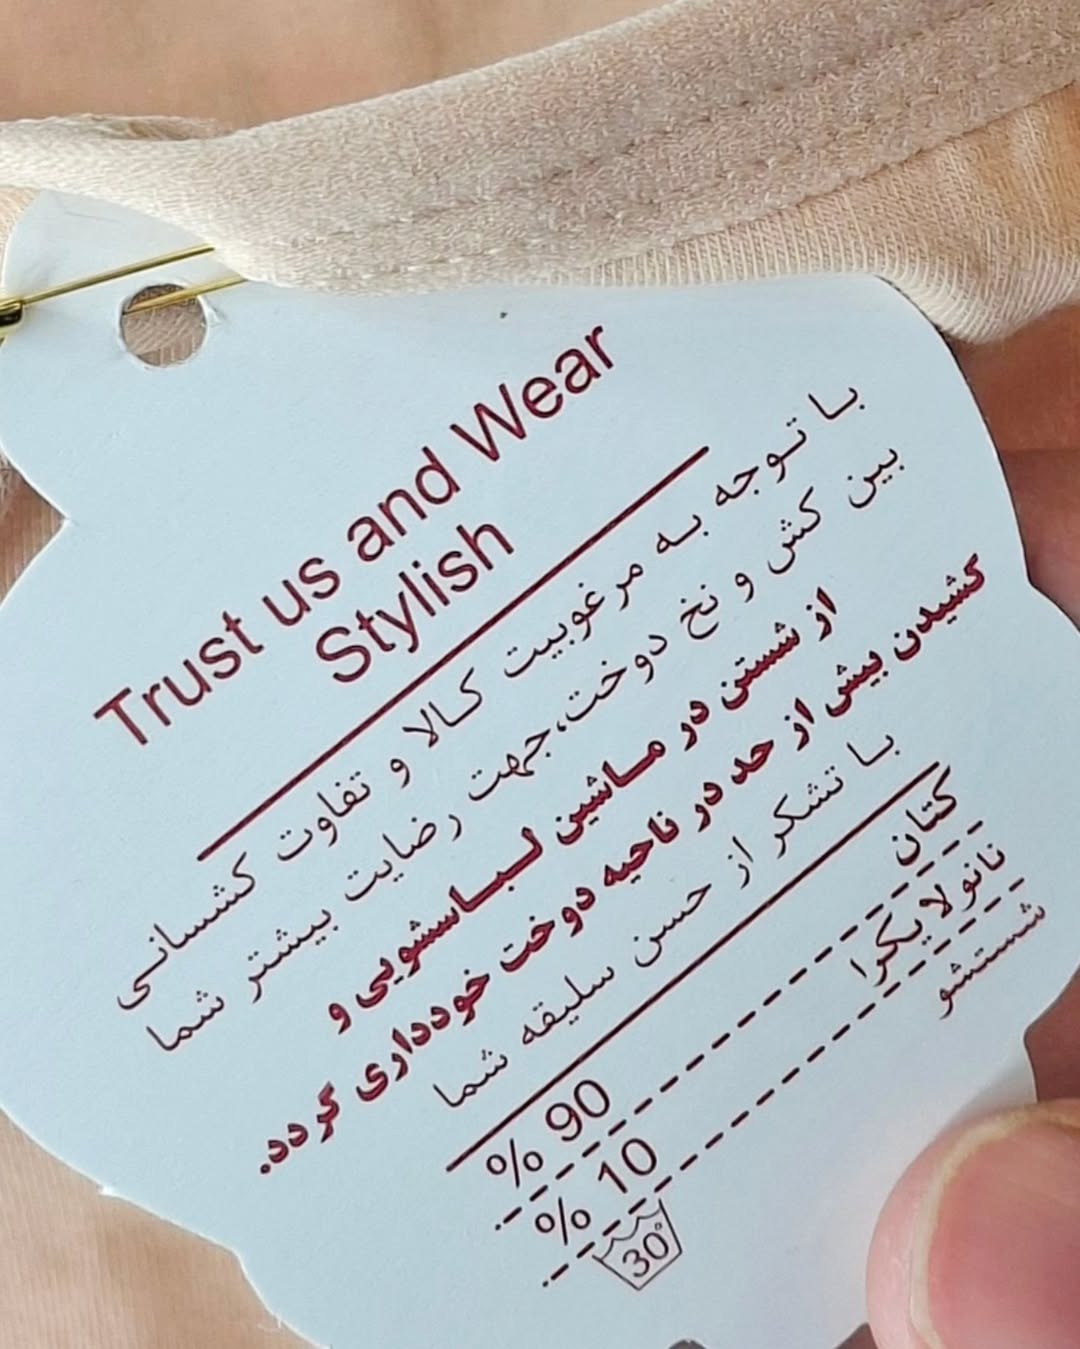 Trust us and Wear
Stylish
با توجه به مرغوبیت کالا و تفاوت کشسانی
بین کش و نخ دوخت،جهت رضایت بیشتر شما
از شستن در ماشین لباسشویی و
کشیدن بیش از حد در ناحیه دوخت خودداری گردد.
با تشکر از حسن سلیقه شما
کتان % 90
نانو لایکرا % 10
شستشو 30°